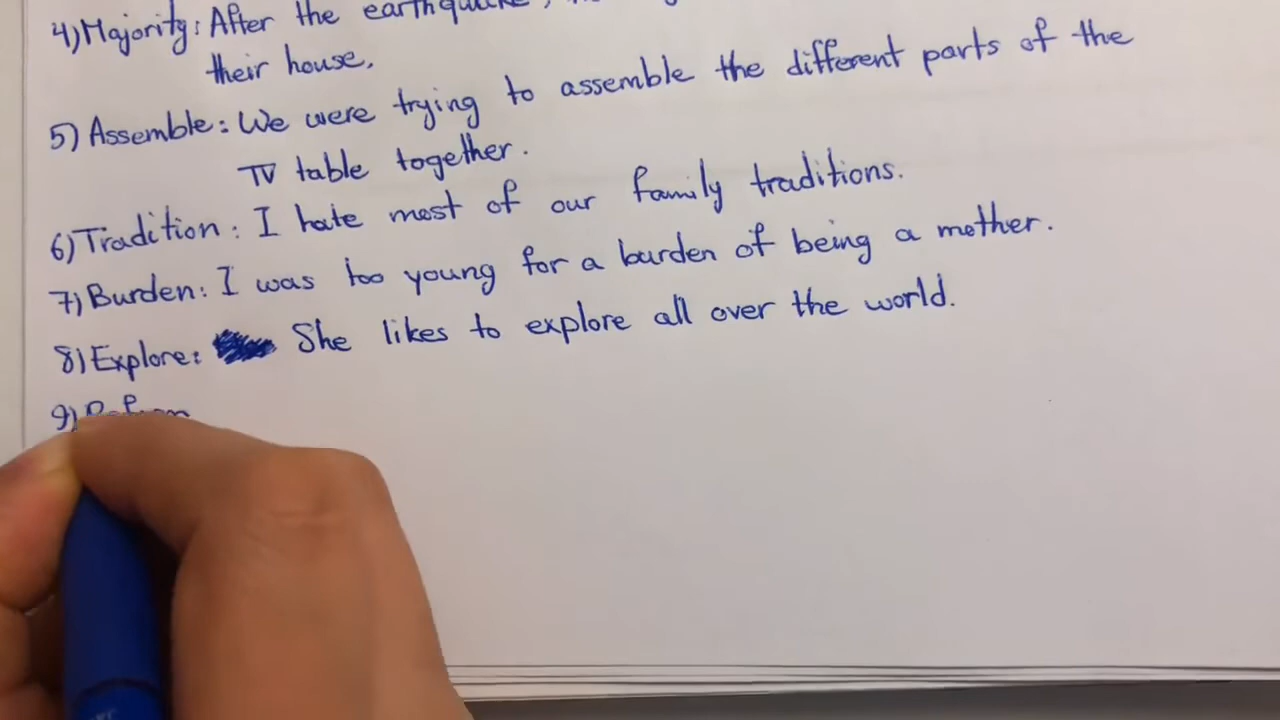 4) Majority: After the earthquake,
their house.
5) Assemble: We were trying to assemble the different parts of the
TV table together.
6) Tradition: I hate most of our family traditions.
7) Burden: I was too young for a burden of being a mother.
8) Explore: She likes to explore all over the world.
9)